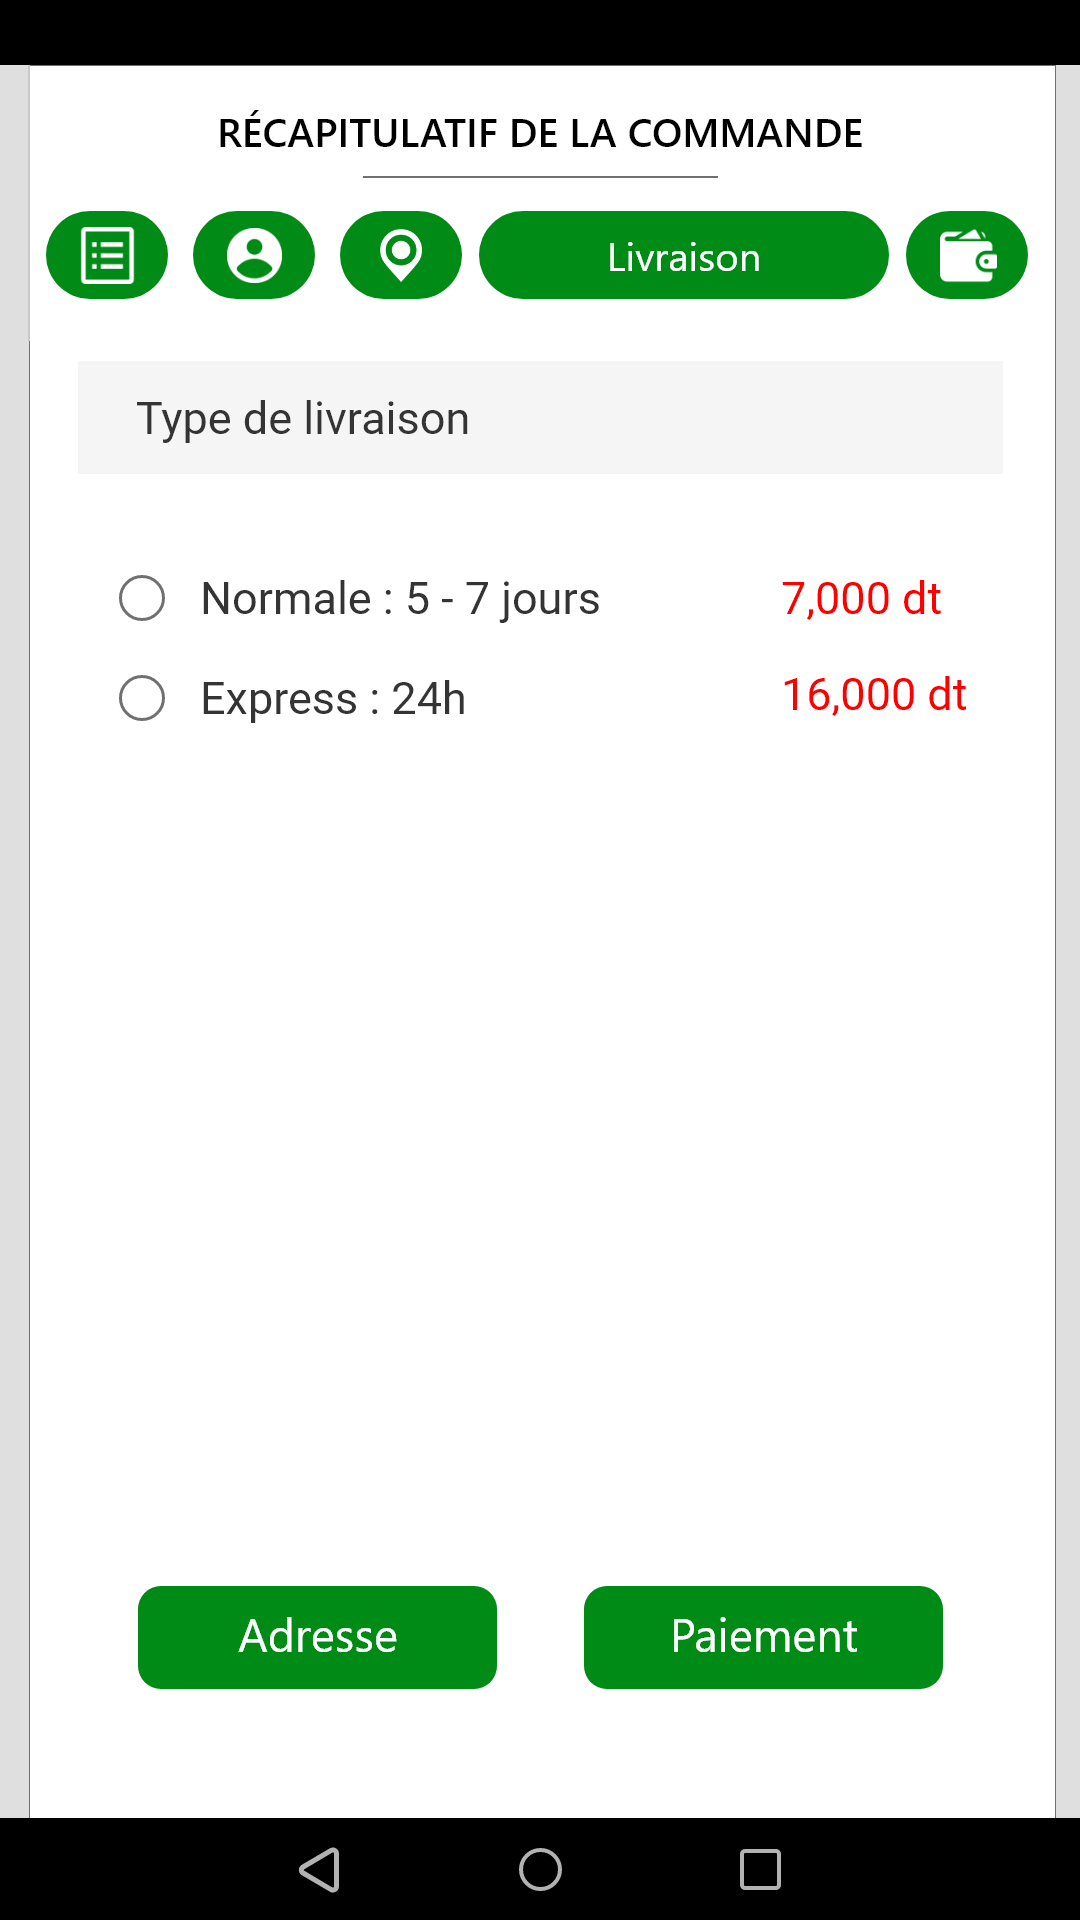 RÉCAPITULATIF DE LA COMMANDE
Livraison
Type de livraison
Normale : 5 - 7 jours 7,000 dt
Express : 24h 16,000 dt
Adresse Paiement